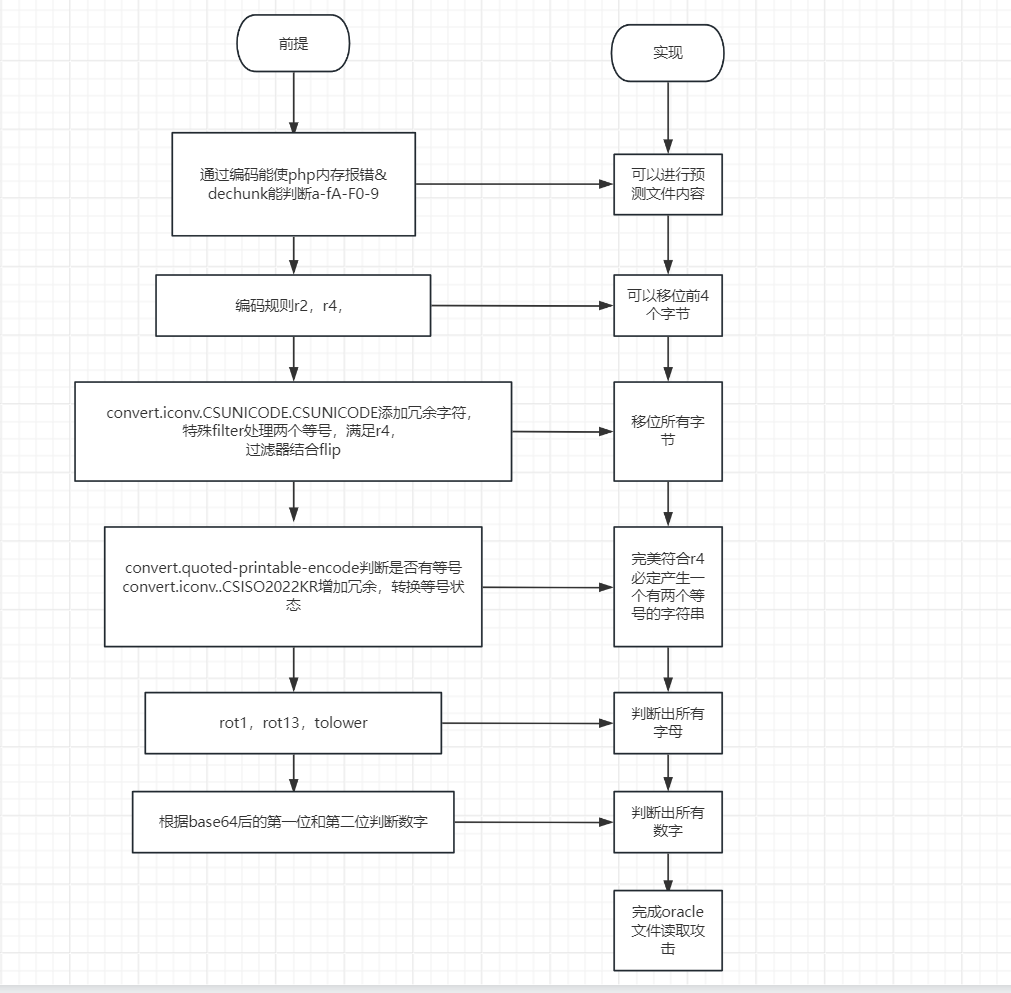 前提
实现
通过编码能使php内存报错&
dechunk能判断a-fA-F0-9
可以进行预
测文件内容
编码规则r2，r4，
可以移位前4
个字节
convert.iconv.CSUNICODE.CSUNICODE添加冗余字符，
特殊filter处理两个等号，满足r4，
过滤器结合flip
移位所有字
节
convert.quoted-printable-encode判断是否有等号
convert.iconv..CSISO2022KR增加冗余，转换等号状
态
完美符合r4
必定产生一
个有两个等
号的字符串
rot1，rot13，tolower
判断出所有
字母
根据base64后的第一位和第二位判断数字
判断出所有
数字
完成oracle
文件读取攻
击